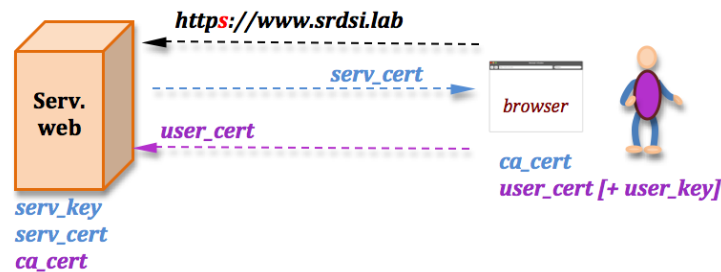 https://www.srdsi.lab
serv_cert
Serv.
web
browser
user_cert
ca_cert
user_cert [+ user_key]
serv_key
serv_cert
ca_cert